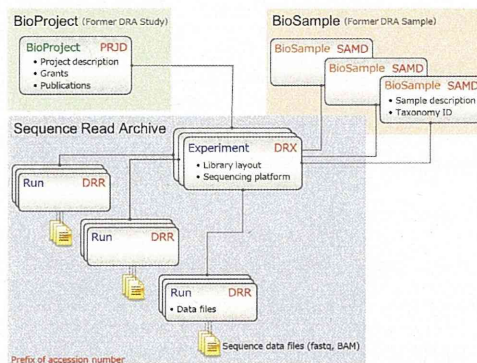 BioProject (Former DRA Study)
BioProject PRJD
• Project description
• Grants
• Publications
BioSample (Former DRA Sample)
BioSample SAMD
BioSample SAMD
BioSample SAMD
• Sample description
• Taxonomy ID
Sequence Read Archive
Experiment DRX
• Library layout
• Sequencing platform
Run DRR
Run DRR
Run DRR
• Data files
Sequence data files (fastq, BAM)
Prefix of accession number